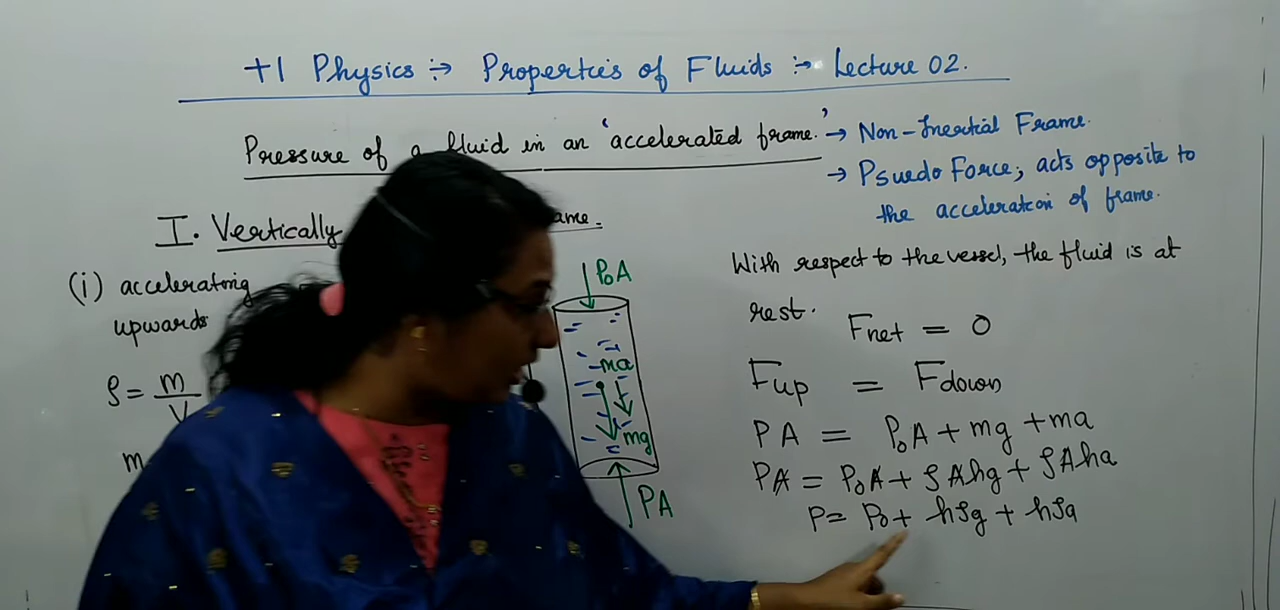 +1 Physics :→ Properties of Fluids :→ Lecture 02.
Pressure of a fluid in an 'accelerated frame.' → Non-Inertial Frame.
→ Psuedo Force; acts opposite to
the acceleration of frame.
I. Vertically
ame.
(i) accelerating
upwards
ρ = m
V
m
P₀A
ma
mg
PA
With respect to the vessel, the fluid is at
rest.
Fnet = 0
Fup = Fdown
PA = P₀A + mg + ma
PA = P₀A + ρAhg + ρAha
P = P₀ + hρg + hρa